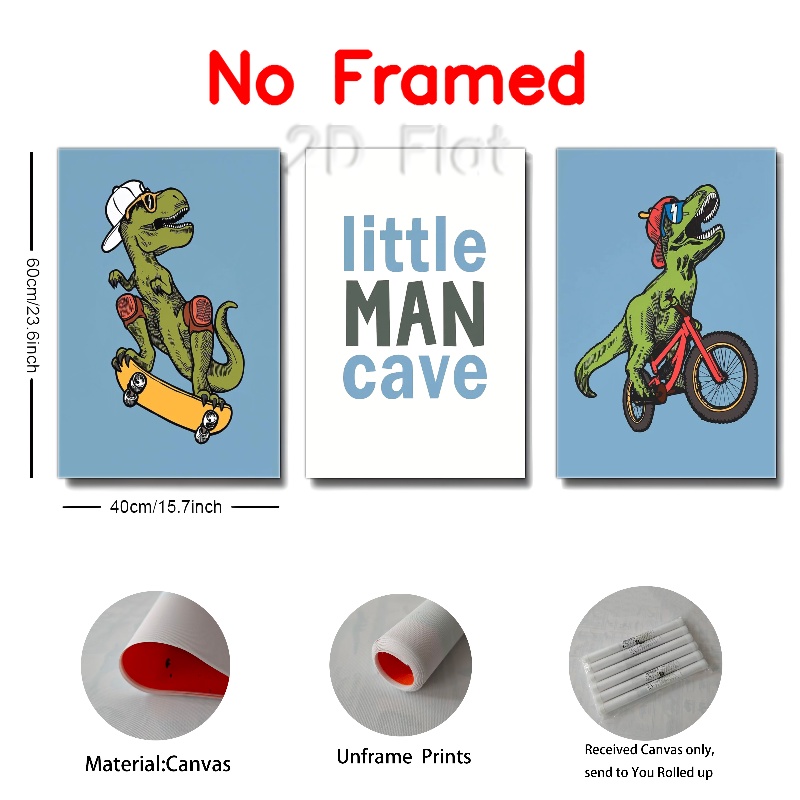 No Framed
2D Flat
little
MAN
cave
60cm/23.6inch
40cm/15.7inch
Material:Canvas
Unframe Prints
Received Canvas only,
send to You Rolled up